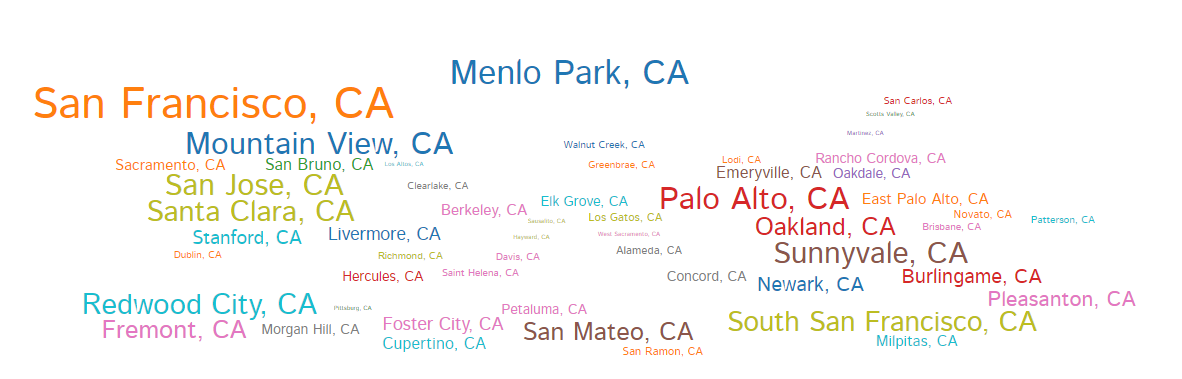 Menlo Park, CA
San Francisco, CA
San Carlos, CA
Scotts Valley, CA
Martinez, CA
Mountain View, CA
Walnut Creek, CA
Sacramento, CA
San Bruno, CA
Los Altos, CA
Greenbrae, CA
Lodi, CA
Rancho Cordova, CA
Emeryville, CA
Oakdale, CA
San Jose, CA
Clearlake, CA
Palo Alto, CA
East Palo Alto, CA
Elk Grove, CA
Santa Clara, CA
Berkeley, CA
Sausalito, CA
Los Gatos, CA
Novato, CA
Patterson, CA
Oakland, CA
Brisbane, CA
Stanford, CA
Livermore, CA
Hayward, CA
West Sacramento, CA
Alameda, CA
Sunnyvale, CA
Dublin, CA
Richmond, CA
Davis, CA
Hercules, CA
Saint Helena, CA
Concord, CA
Newark, CA
Burlingame, CA
Redwood City, CA
Pittsburg, CA
Petaluma, CA
Pleasanton, CA
Fremont, CA
Morgan Hill, CA
Foster City, CA
San Mateo, CA
South San Francisco, CA
Cupertino, CA
Milpitas, CA
San Ramon, CA